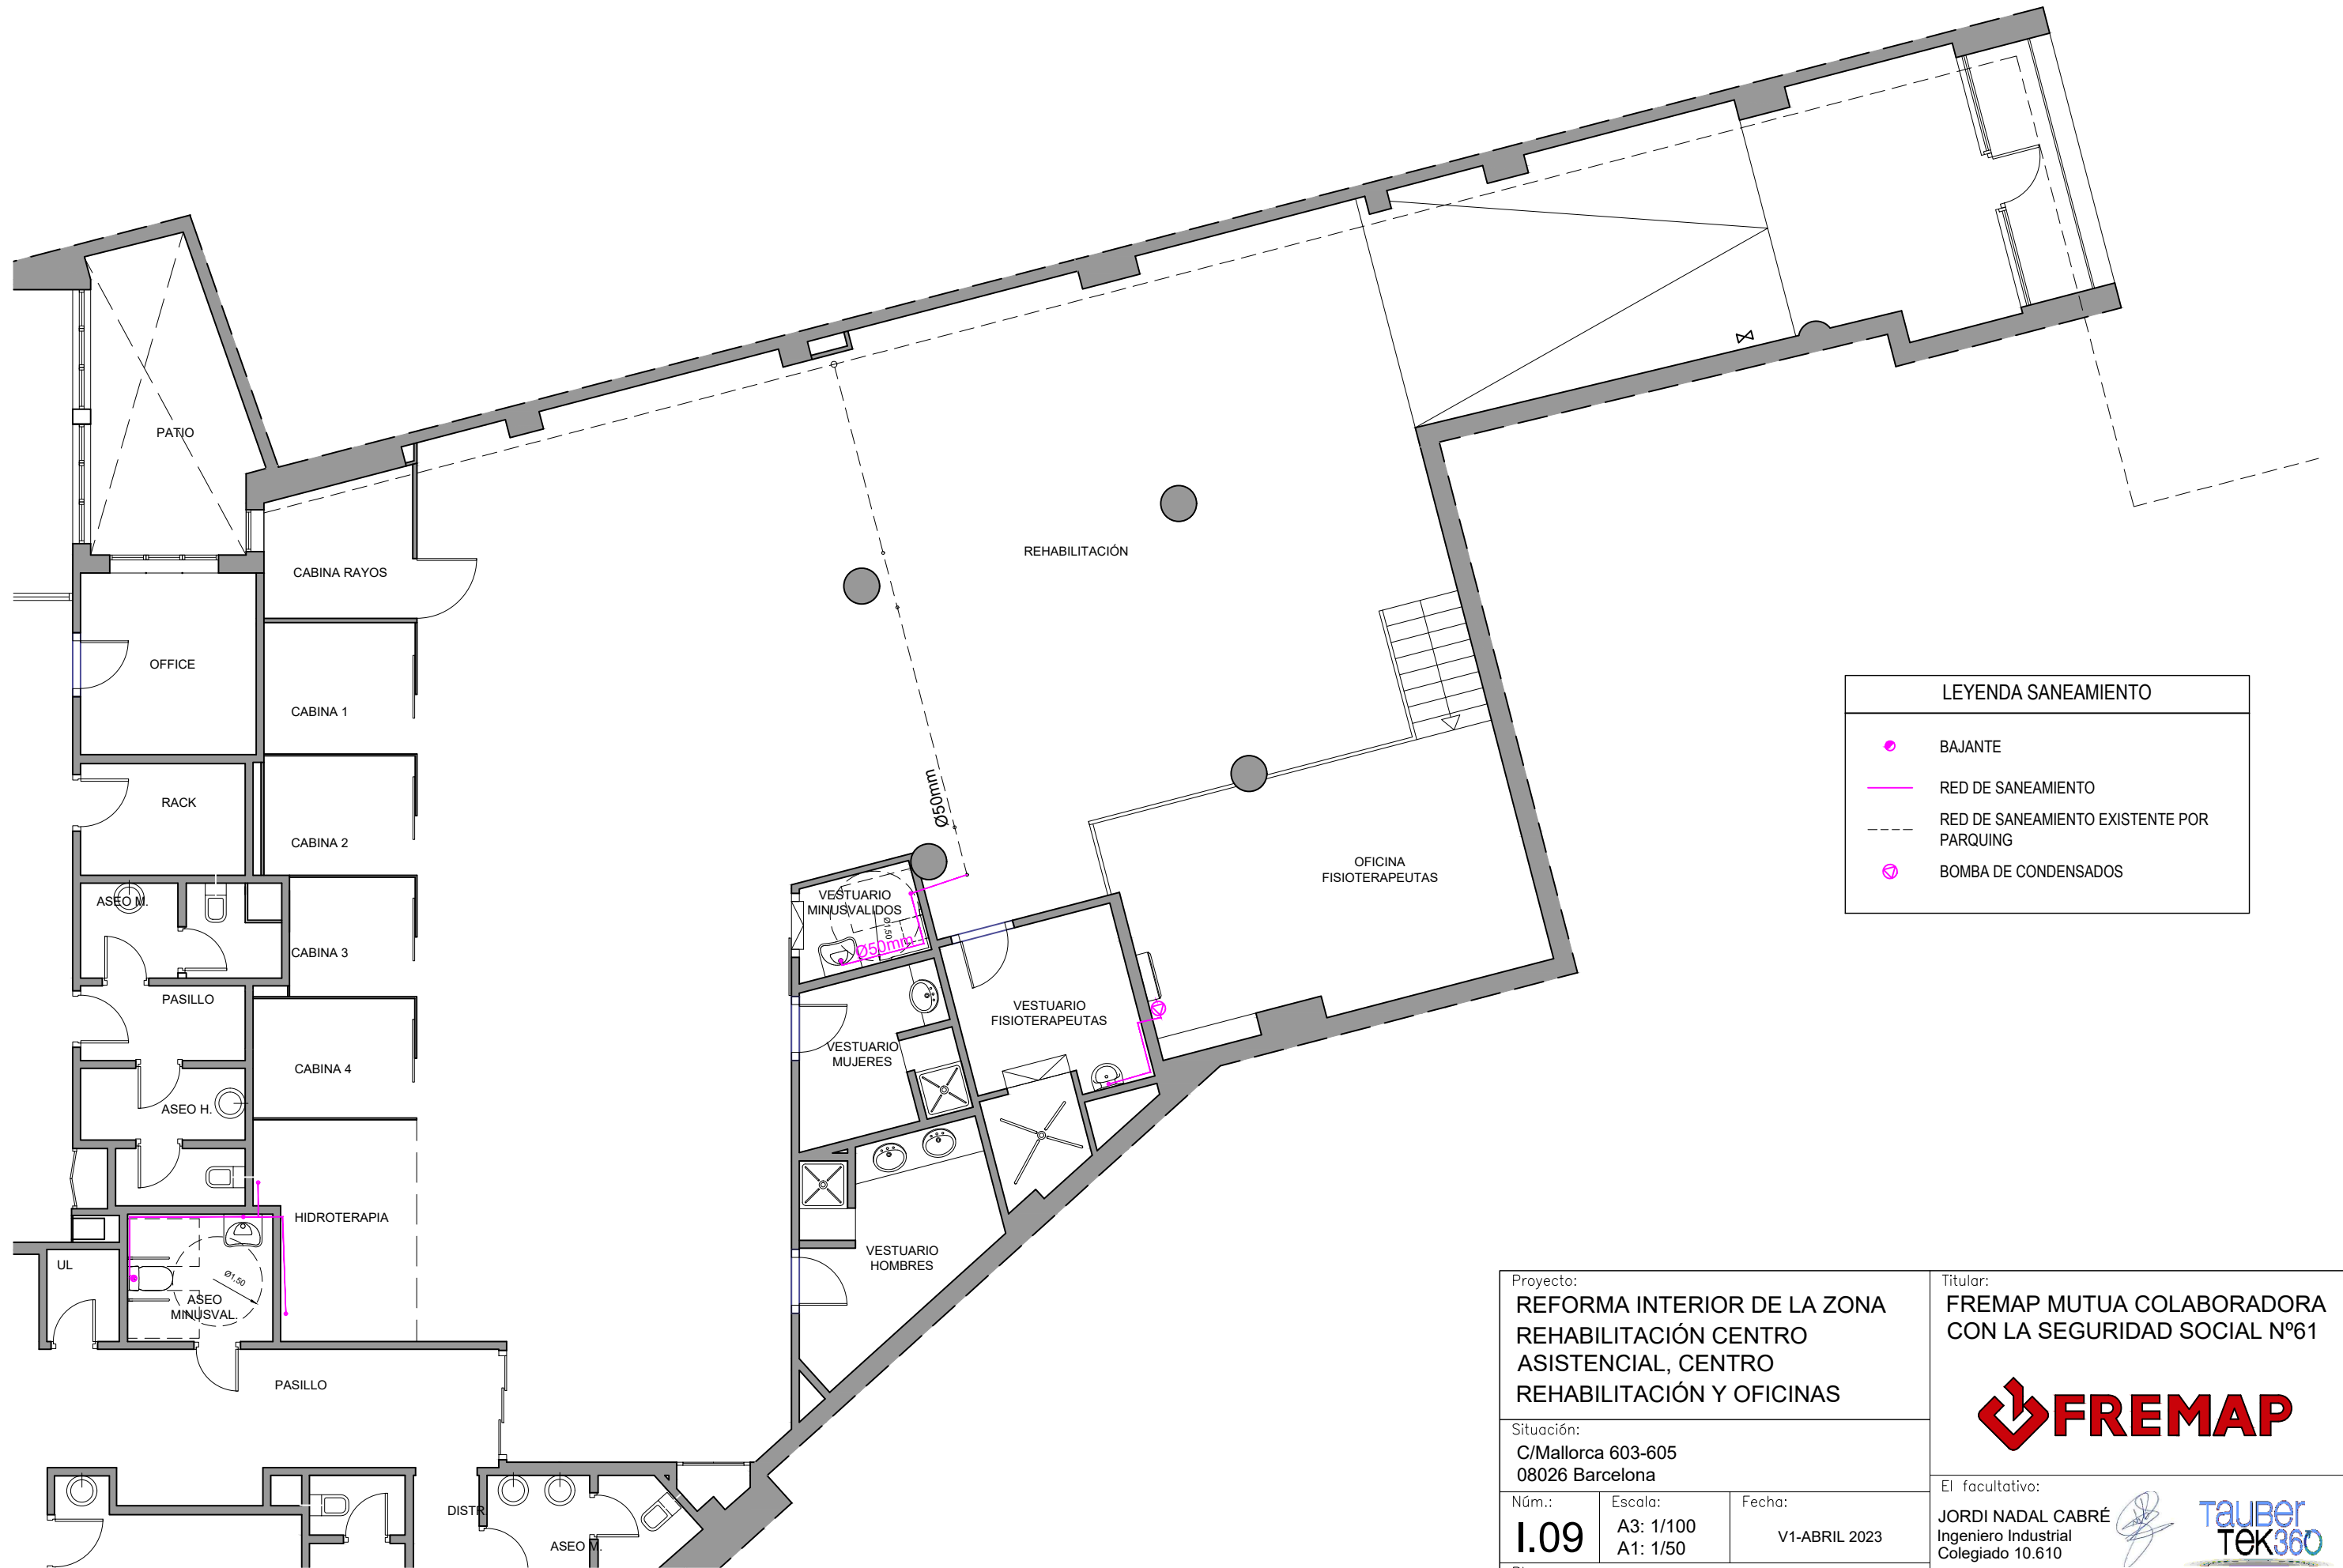 PATIO
CABINA RAYOS
REHABILITACIÓN
OFFICE
CABINA 1
RACK
CABINA 2
Ø50mm
ASEO M.
CABINA 3
PASILLO
CABINA 4
ASEO H.
HIDROTERAPIA
UL
Ø1,50
ASEO
MINUSVAL.
PASILLO
DISTR.
ASEO M.
VESTUARIO
MINUSVALIDOS
Ø1,50
Ø50mm
VESTUARIO
MUJERES
VESTUARIO
HOMBRES
VESTUARIO
FISIOTERAPEUTAS
OFICINA
FISIOTERAPEUTAS
LEYENDA SANEAMIENTO
BAJANTE
RED DE SANEAMIENTO
RED DE SANEAMIENTO EXISTENTE POR
PARQUING
BOMBA DE CONDENSADOS
Proyecto:
REFORMA INTERIOR DE LA ZONA
REHABILITACIÓN CENTRO
ASISTENCIAL, CENTRO
REHABILITACIÓN Y OFICINAS
Titular:
FREMAP MUTUA COLABORADORA
CON LA SEGURIDAD SOCIAL Nº61
FREMAP
Situación:
C/Mallorca 603-605
08026 Barcelona
Núm.:
I.09
Escala:
A3: 1/100
A1: 1/50
Fecha:
V1-ABRIL 2023
El facultativo:
JORDI NADAL CABRÉ
Ingeniero Industrial
Colegiado 10.610
TAUBER
TEK360